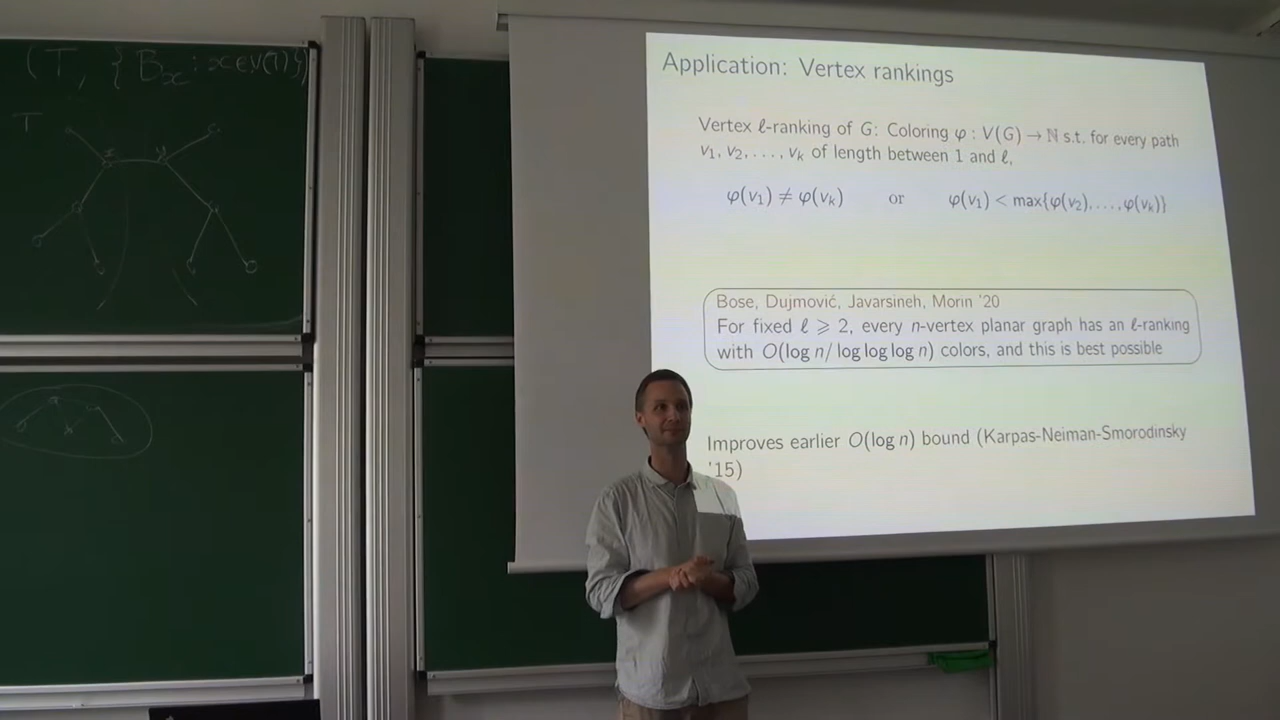 (T, {B_x : x∈V(T)})
T
x y
Application: Vertex rankings
Vertex ℓ-ranking of G: Coloring φ : V(G) → ℕ s.t. for every path
v₁, v₂, . . . , vₖ of length between 1 and ℓ,
φ(v₁) ≠ φ(vₖ) or φ(v₁) < max{φ(v₂), . . . , φ(vₖ)}
Bose, Dujmović, Javarsineh, Morin '20
For fixed ℓ ⩾ 2, every n-vertex planar graph has an ℓ-ranking
with O(log n/ log log log n) colors, and this is best possible
Improves earlier O(log n) bound (Karpas-Neiman-Smorodinsky
'15)